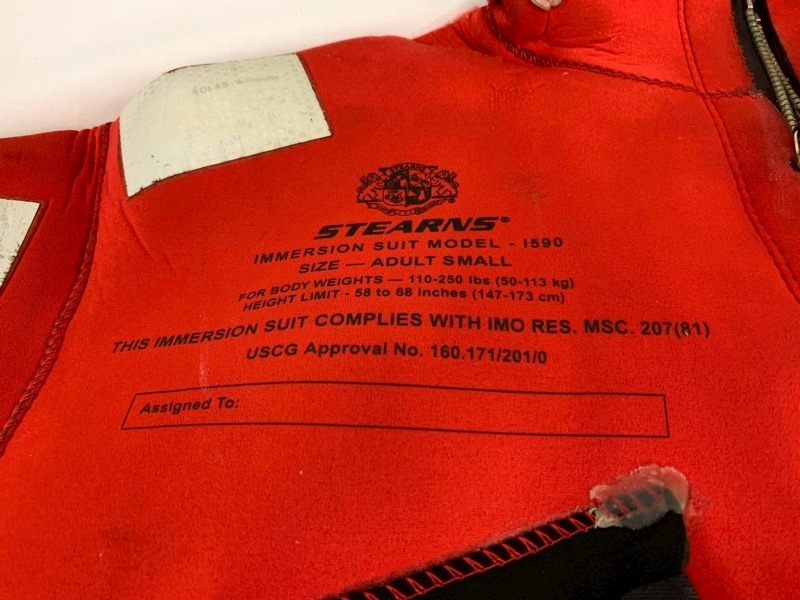 SOLAS
STEARNS
STEARNS®
IMMERSION SUIT MODEL - I590
SIZE — ADULT SMALL
FOR BODY WEIGHTS — 110-250 lbs (50-113 kg)
HEIGHT LIMIT - 58 to 68 inches (147-173 cm)
THIS IMMERSION SUIT COMPLIES WITH IMO RES. MSC. 207(81)
USCG Approval No. 160.171/201/0
Assigned To: